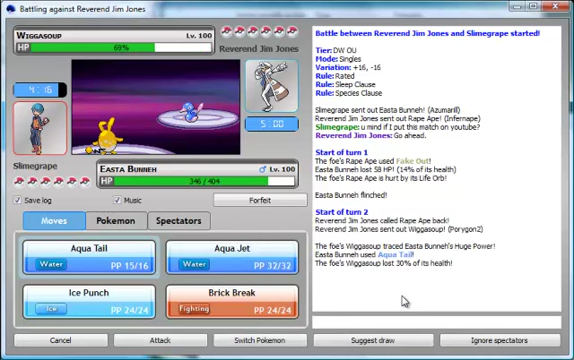 Battling against Reverend Jim Jones
Wiggasoup Lv. 100
HP 69%
Reverend Jim Jones
4:16
5:00
Slimegrape
Easta Bunneh Lv. 100
HP 346 / 404
Save log
Music
Forfeit
Moves
Pokemon
Spectators
Aqua Tail
Water PP 15/16
Aqua Jet
Water PP 32/32
Ice Punch
Ice PP 24/24
Brick Break
Fighting PP 24/24
Cancel
Attack
Switch Pokemon
Suggest draw
Ignore spectators
Battle between Reverend Jim Jones and Slimegrape started!
Tier: DW OU
Mode: Singles
Variation: +16, -16
Rule: Rated
Rule: Sleep Clause
Rule: Species Clause
Slimegrape sent out Easta Bunneh! (Azumarill)
Reverend Jim Jones sent out Rape Ape! (Infernape)
Slimegrape: u mind if I put this match on youtube?
Reverend Jim Jones: Go ahead.
Start of turn 1
The foe's Rape Ape used Fake Out!
Easta Bunneh lost 58 HP! (14% of its health)
The foe's Rape Ape is hurt by its Life Orb!
Easta Bunneh flinched!
Start of turn 2
Reverend Jim Jones called Rape Ape back!
Reverend Jim Jones sent out Wiggasoup! (Porygon2)
The foe's Wiggasoup traced Easta Bunneh's Huge Power!
Easta Bunneh used Aqua Tail!
The foe's Wiggasoup lost 30% of its health!